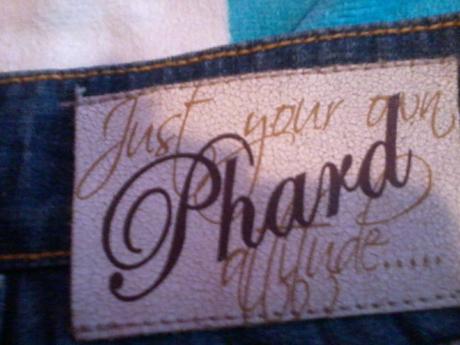 Just your own
Phard
attitude.....